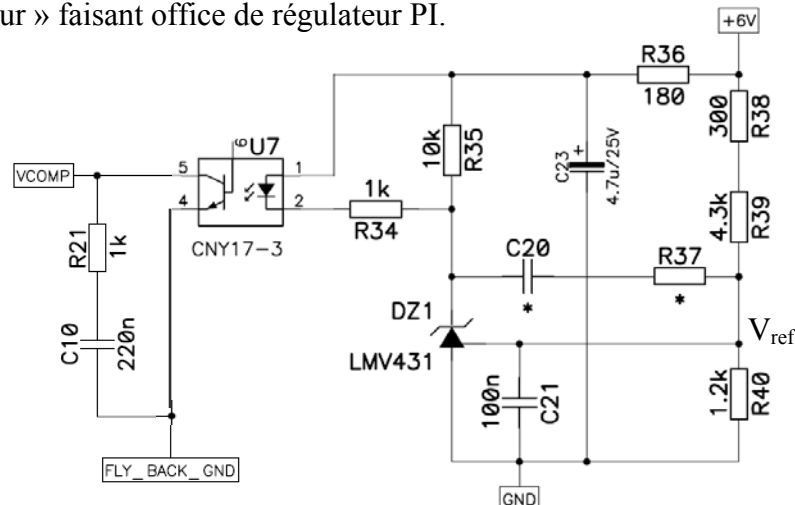 ur » faisant office de régulateur PI.
+6V
R36
180
300
R38
6
U7
10k
R35
C23
+
4.7u/25V
VCOMP
5
1
4
2
1k
R34
CNY17-3
R21
1k
4.3k
R39
C20
*
R37
*
DZ1
LMV431
Vref
C10
220n
100n
C21
1.2k
R40
FLY_BACK_GND
GND